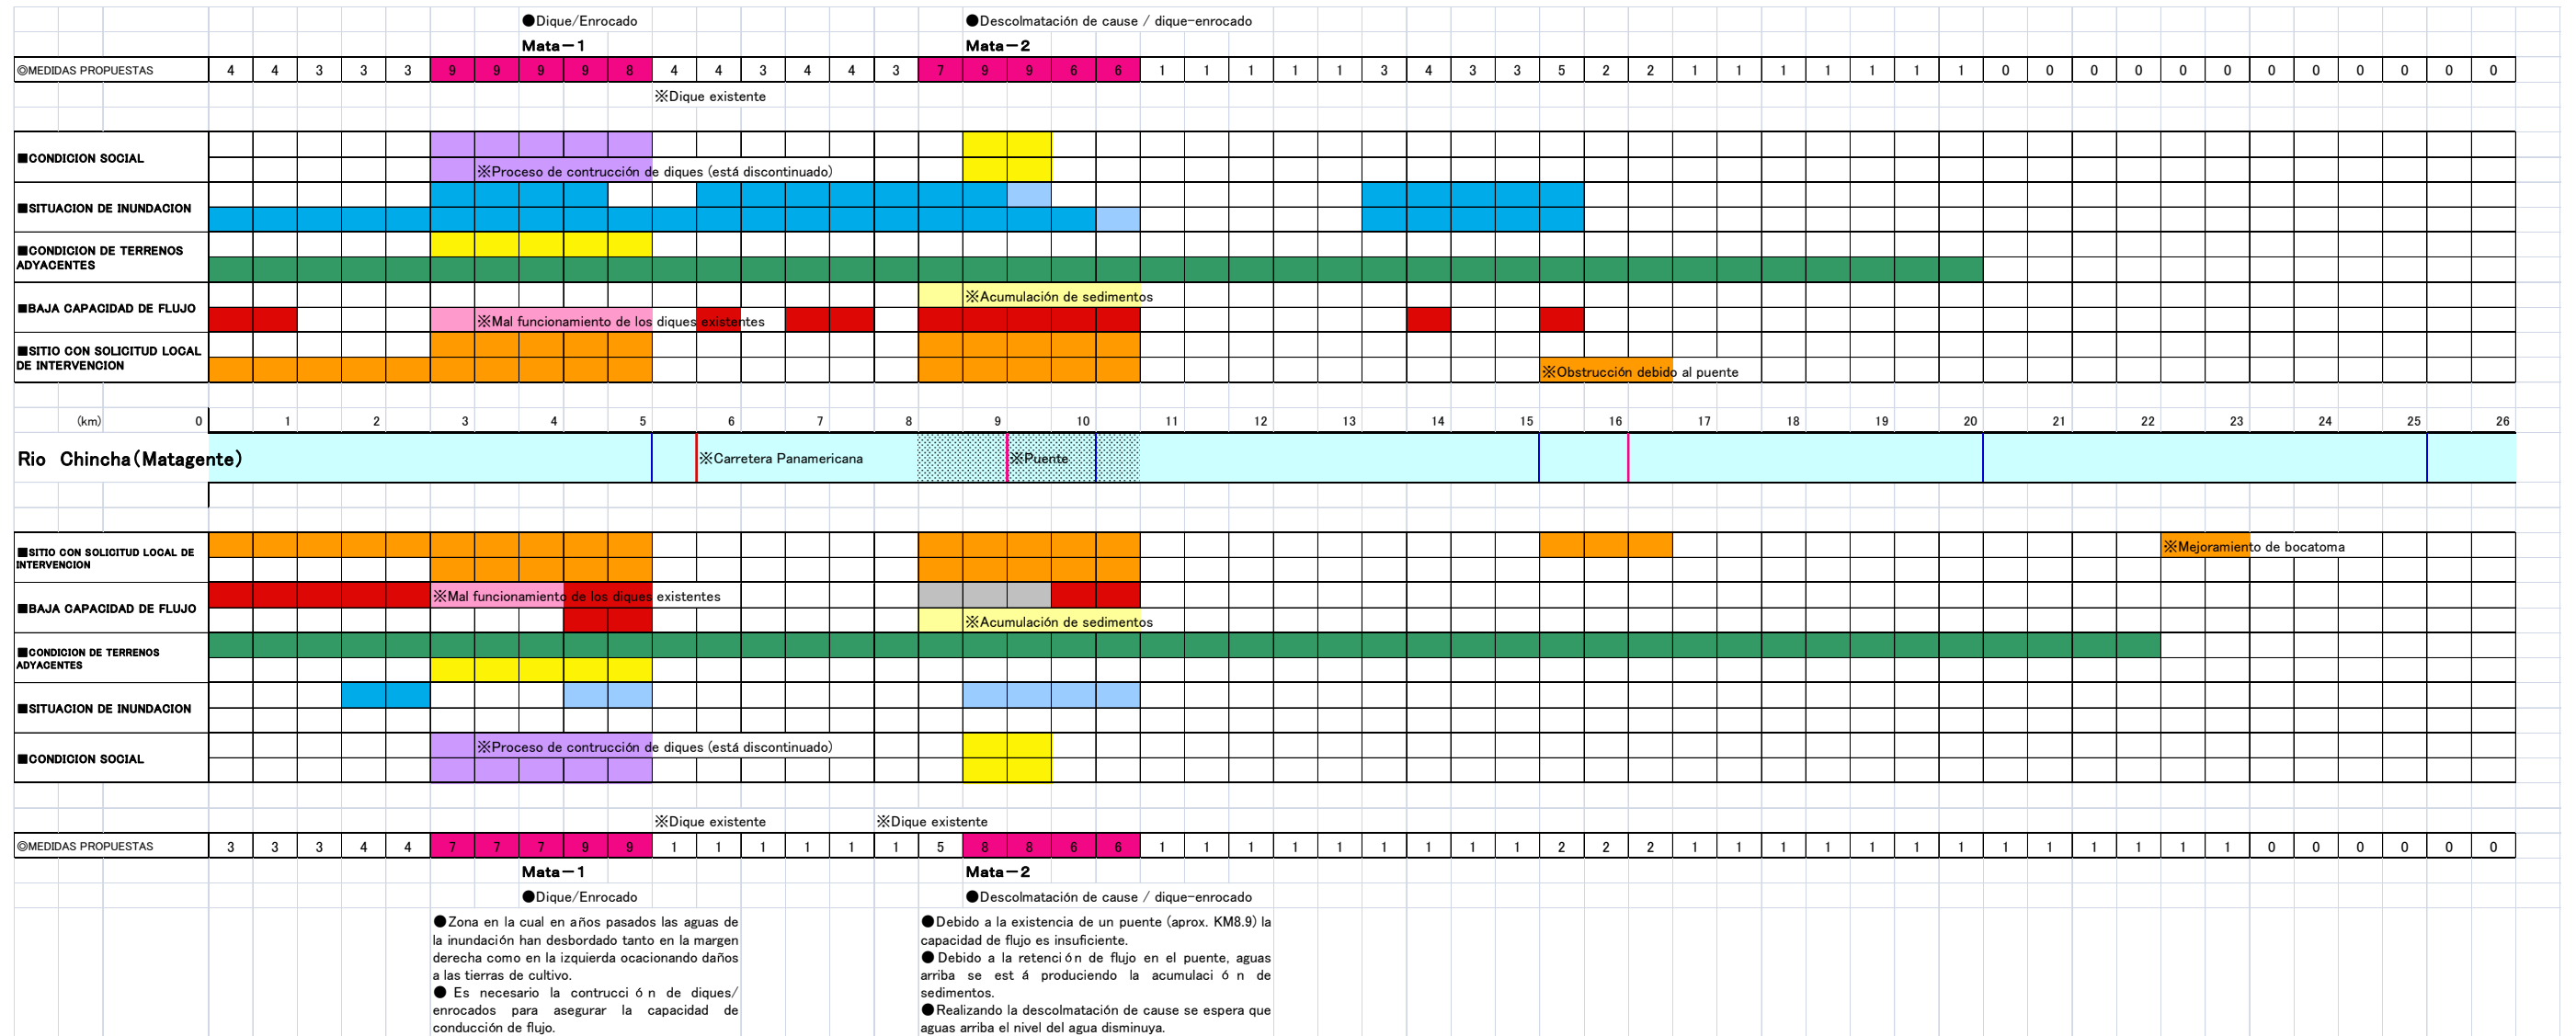 ●Dique/Enrocado ●Descolmatación de cause / dique-enrocado
Mata－1 Mata－2
◎MEDIDAS PROPUESTAS 4 4 3 3 3 9 9 9 9 8 4 4 3 4 4 3 7 9 9 6 6 1 1 1 1 1 3 4 3 3 5 2 2 1 1 1 1 1 1 1 0 0 0 0 0 0 0 0 0 0 0 0
※Dique existente
■CONDICION SOCIAL
※Proceso de contrucción de diques (está discontinuado)
■SITUACION DE INUNDACION
■CONDICION DE TERRENOS
ADYACENTES
※Acumulación de sedimentos
■BAJA CAPACIDAD DE FLUJO
※Mal funcionamiento de los diques existentes
■SITIO CON SOLICITUD LOCAL
DE INTERVENCION
※Obstrucción debido al puente
(km) 0 1 2 3 4 5 6 7 8 9 10 11 12 13 14 15 16 17 18 19 20 21 22 23 24 25 26
Rio Chincha(Matagente) ※Carretera Panamericana ※Puente
■SITIO CON SOLICITUD LOCAL DE
INTERVENCION
※Mejoramiento de bocatoma
※Mal funcionamiento de los diques existentes
■BAJA CAPACIDAD DE FLUJO
※Acumulación de sedimentos
■CONDICION DE TERRENOS
ADYACENTES
■SITUACION DE INUNDACION
※Proceso de contrucción de diques (está discontinuado)
■CONDICION SOCIAL
※Dique existente ※Dique existente
◎MEDIDAS PROPUESTAS 3 3 3 4 4 7 7 7 9 9 1 1 1 1 1 1 5 8 8 6 6 1 1 1 1 1 1 1 1 1 2 2 2 1 1 1 1 1 1 1 1 1 1 1 1 1 0 0 0 0 0 0
Mata－1 Mata－2
●Dique/Enrocado ●Descolmatación de cause / dique-enrocado
●Zona en la cual en años pasados las aguas de
la inundación han desbordado tanto en la margen
derecha como en la izquierda ocacionando daños
a las tierras de cultivo.
● Es necesario la contrucción de diques/
enrocados para asegurar la capacidad de
conducción de flujo.
●Debido a la existencia de un puente (aprox. KM8.9) la
capacidad de flujo es insuficiente.
● Debido a la retención de flujo en el puente, aguas
arriba se está produciendo la acumulación de
sedimentos.
●Realizando la descolmatación de cause se espera que
aguas arriba el nivel del agua disminuya.